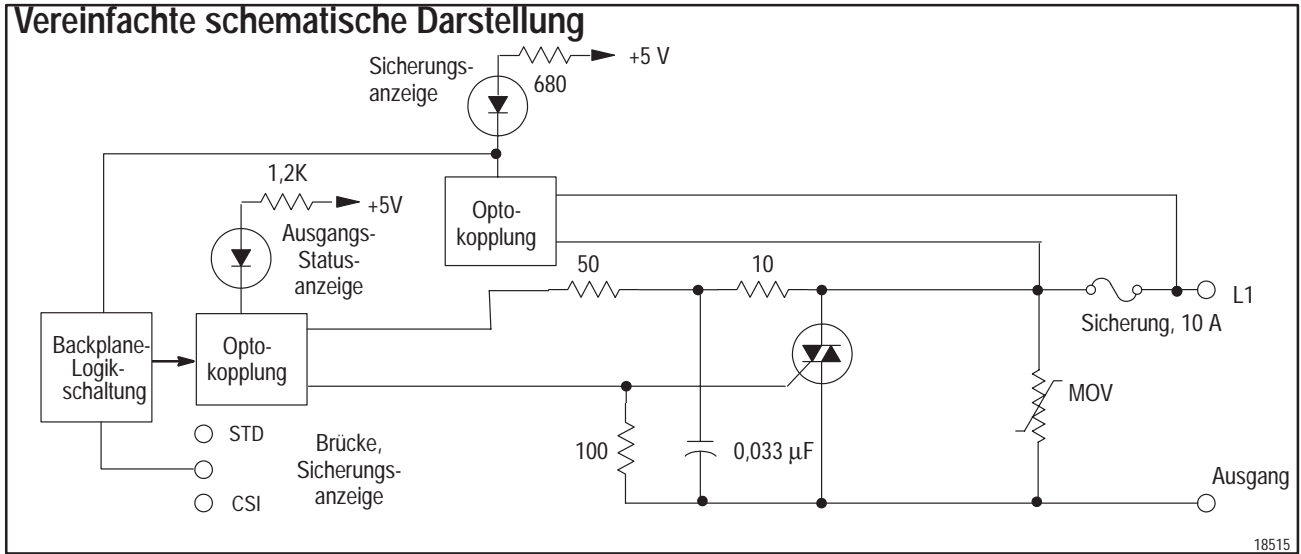 Vereinfachte schematische Darstellung
Sicherungs-
anzeige
+5 V
680
1,2K
+5V
Ausgangs-
Status-
anzeige
Opto-
kopplung
50
10
L1
Sicherung, 10 A
Backplane-
Logik-
schaltung
Opto-
kopplung
MOV
STD
Brücke,
Sicherungs-
anzeige
CSI
100
0,033 µF
Ausgang
18515